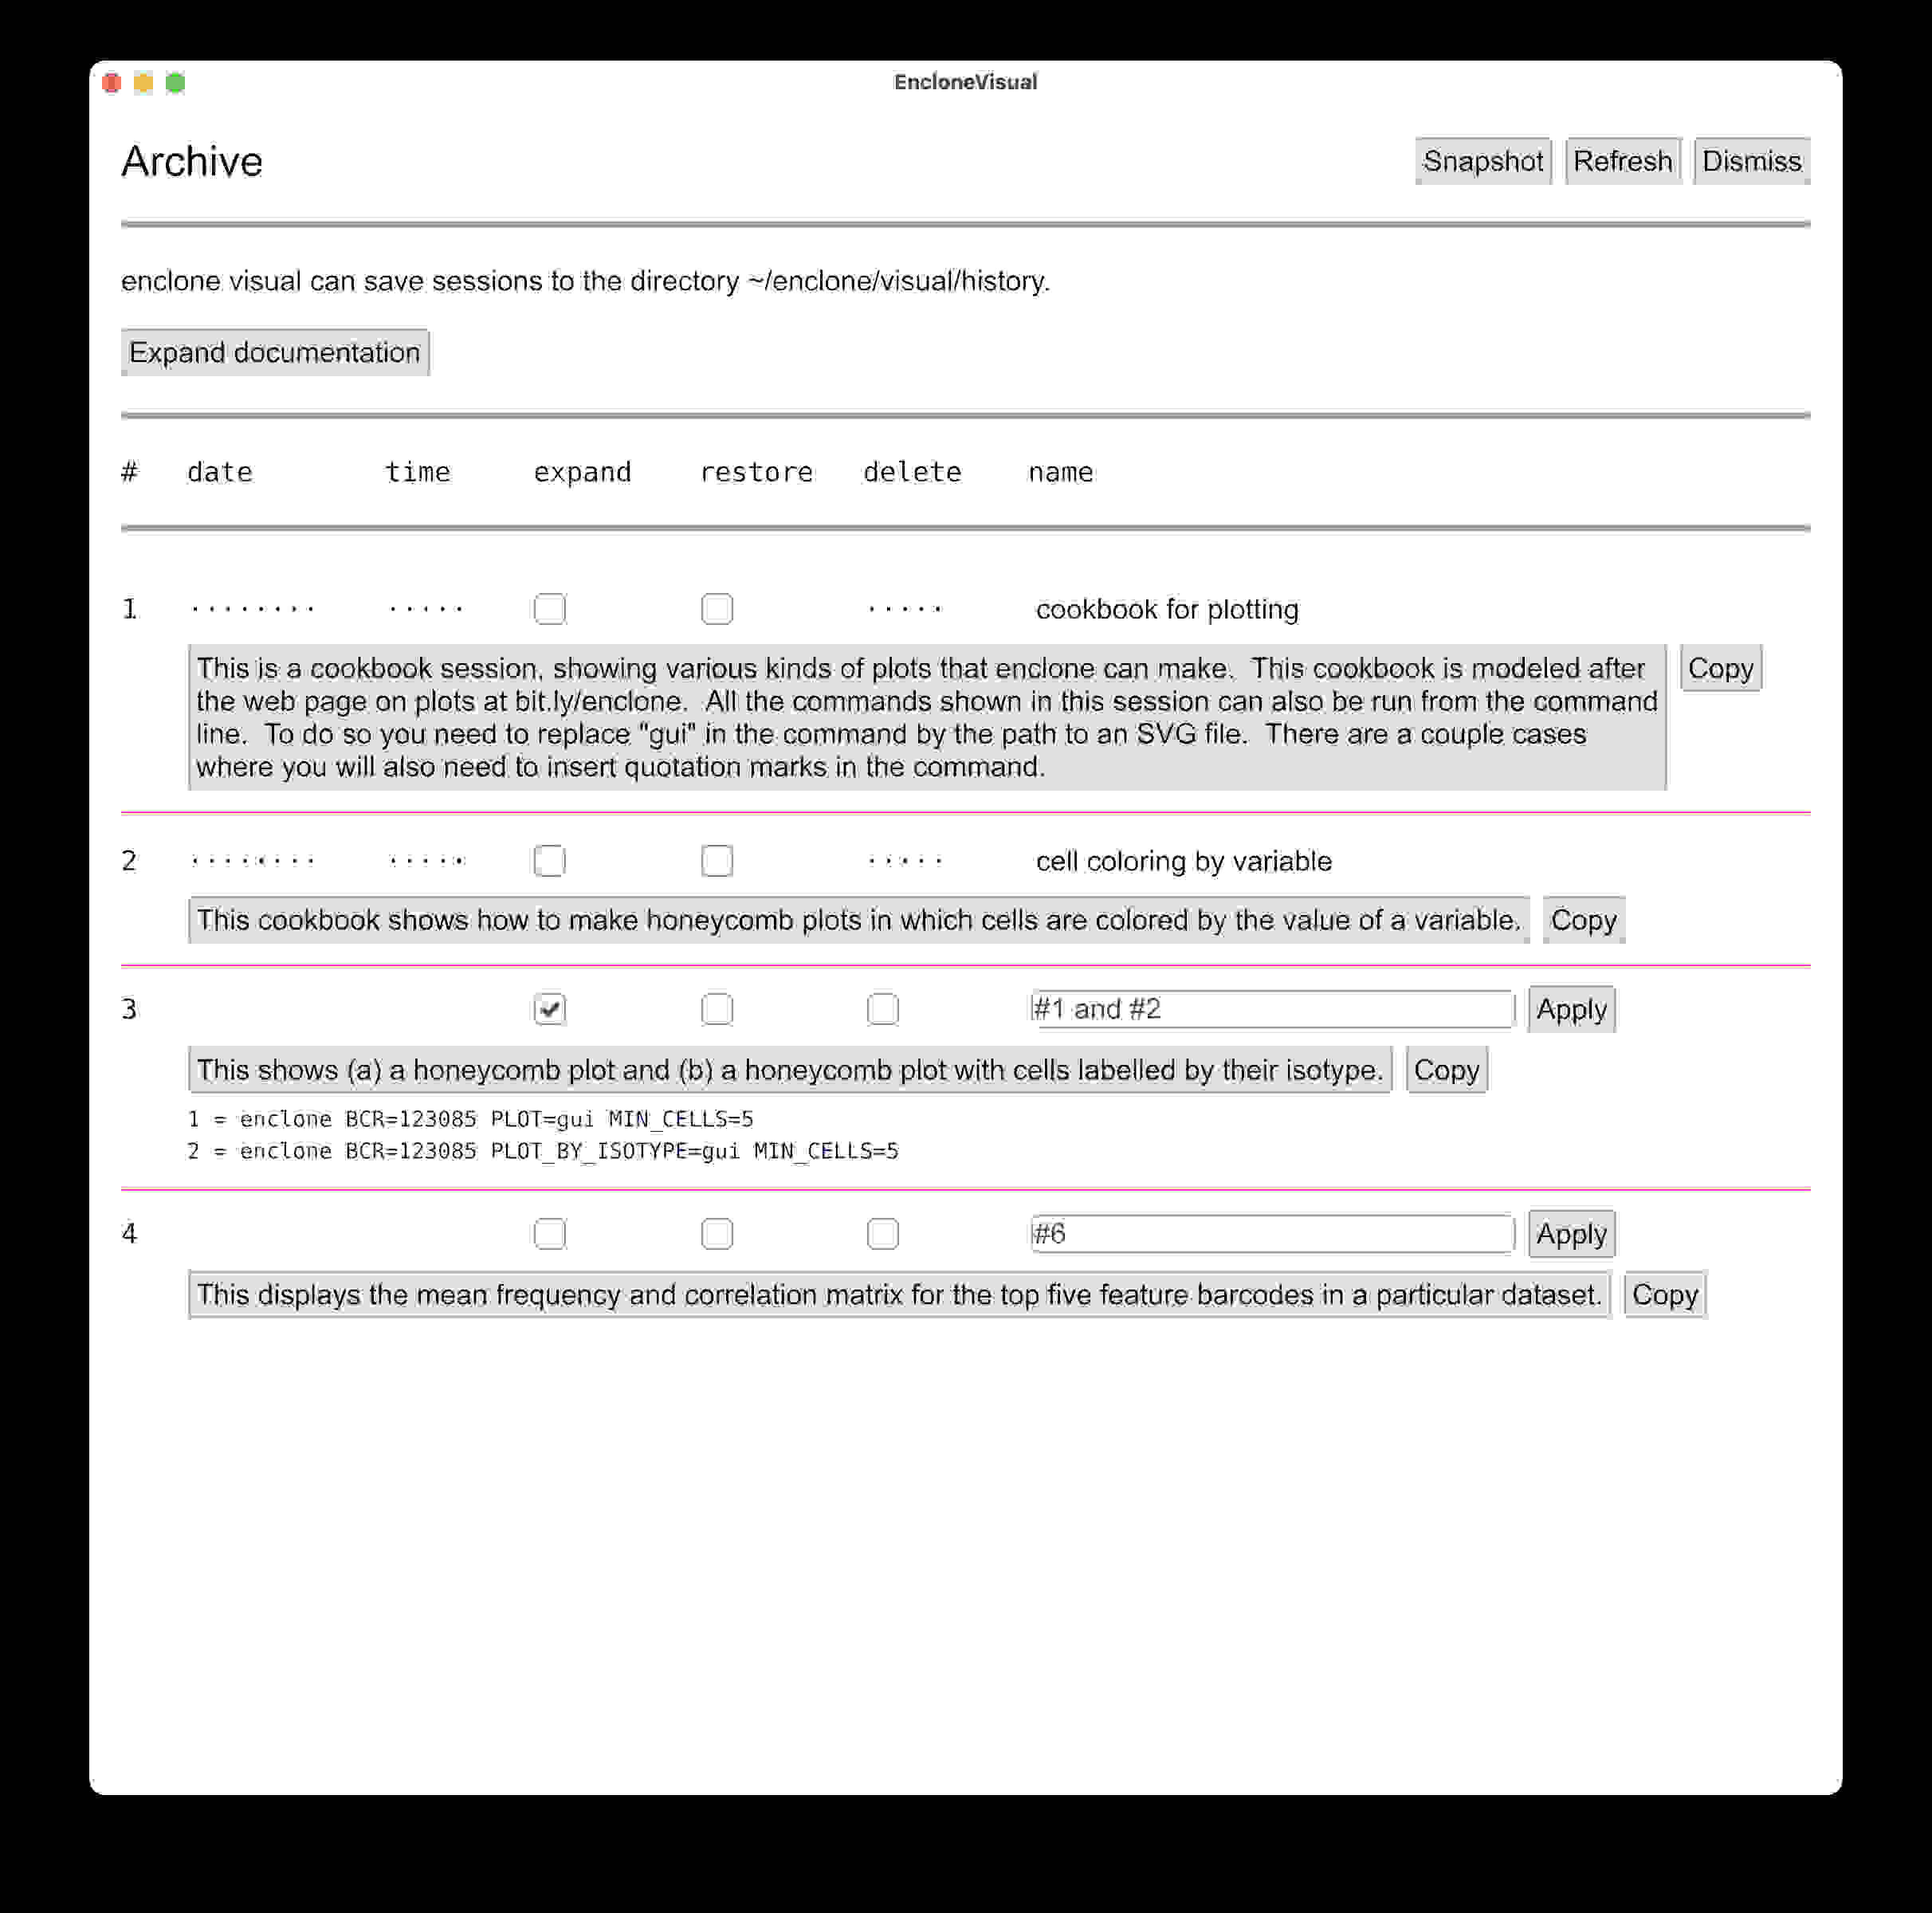 EncloneVisual
Archive Snapshot Refresh Dismiss
enclone visual can save sessions to the directory ~/enclone/visual/history.
Expand documentation
# date time expand restore delete name
1 ········ ····· ····· cookbook for plotting
This is a cookbook session, showing various kinds of plots that enclone can make.  This cookbook is modeled after Copy
the web page on plots at bit.ly/enclone.  All the commands shown in this session can also be run from the command
line.  To do so you need to replace "gui" in the command by the path to an SVG file.  There are a couple cases
where you will also need to insert quotation marks in the command.
2 ········ ····· ····· cell coloring by variable
This cookbook shows how to make honeycomb plots in which cells are colored by the value of a variable. Copy
3 #1 and #2 Apply
This shows (a) a honeycomb plot and (b) a honeycomb plot with cells labelled by their isotype. Copy
1 = enclone BCR=123085 PLOT=gui MIN_CELLS=5
2 = enclone BCR=123085 PLOT_BY_ISOTYPE=gui MIN_CELLS=5
4 #6 Apply
This displays the mean frequency and correlation matrix for the top five feature barcodes in a particular dataset. Copy